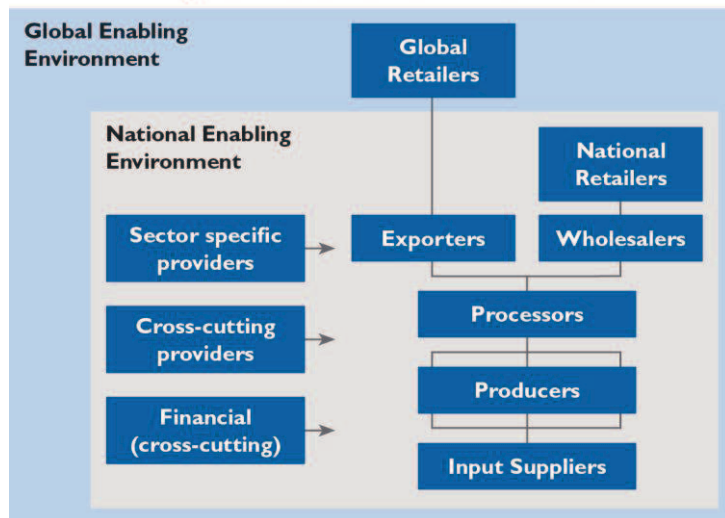 Global Enabling
Environment
Global
Retailers
National Enabling
Environment
National
Retailers
Sector specific
providers
Exporters
Wholesalers
Cross-cutting
providers
Processors
Producers
Financial
(cross-cutting)
Input Suppliers